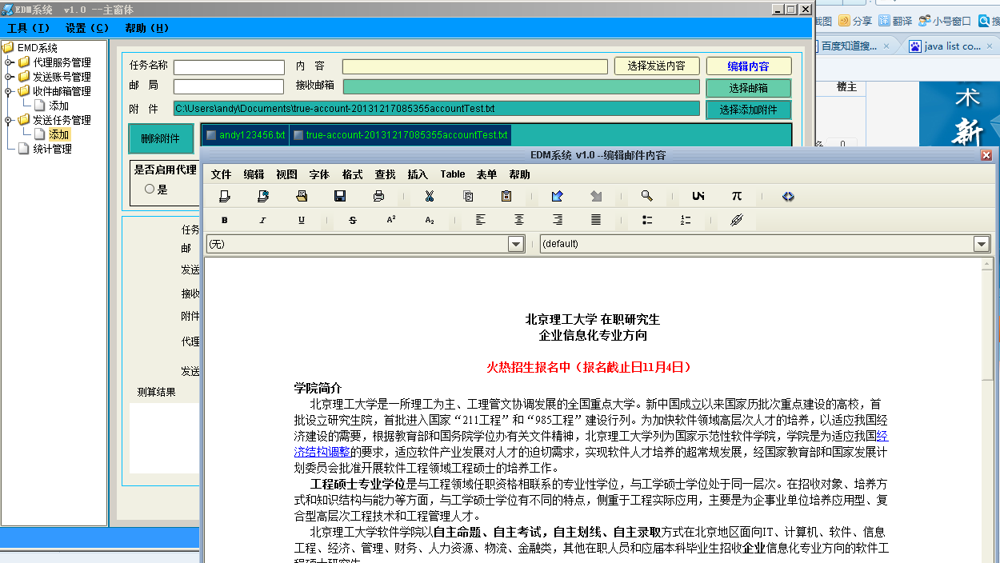 EDM系统 v1.0 --主窗体
工具(I) 设置(C) 帮助(H)
截图 分享 翻译 小号窗口 搜
百度知道搜... × java list co... ×
楼主
术
新
0
EMD系统
代理服务管理
发送账号管理
收件邮箱管理
添加
发送任务管理
添加
统计管理
任务名称 内 容 选择发送内容 编辑内容
邮 局 接收邮箱 选择邮箱
附 件 C:\Users\andy\Documents\true-account-20131217085355accountTest.txt 选择添加附件
删除附件 andy123456.txt true-account-20131217085355accountTest.txt
是否启用代理
是
任务
邮
发送
接收
附件
代理
发送
测算结果
EDM系统 v1.0 --编辑邮件内容
文件 编辑 视图 字体 格式 查找 插入 Table 表单 帮助
B I U S A² A₂
(无) (default)
北京理工大学 在职研究生
企业信息化专业方向
火热招生报名中（报名截止日11月4日）
学院简介
北京理工大学是一所理工为主、工理管文协调发展的全国重点大学。新中国成立以来国家历批次重点建设的高校，首
批设立研究生院，首批进入国家“211工程”和“985工程”建设行列。为加快软件领域高层次人才的培养，以适应我国经
济建设的需要，根据教育部和国务院学位办有关文件精神，北京理工大学列为国家示范性软件学院，学院是为适应我国经
济结构调整的要求，适应软件产业发展对人才的迫切需求，实现软件人才培养的超常规发展，经国家教育部和国家发展计
划委员会批准开展软件工程领域工程硕士的培养工作。
工程硕士专业学位是与工程领域任职资格相联系的专业性学位，与工学硕士学位处于同一层次。在招收对象、培养方
式和知识结构与能力等方面，与工学硕士学位有不同的特点，侧重于工程实际应用，主要是为企事业单位培养应用型、复
合型高层次工程技术和工程管理人才。
北京理工大学软件学院以自主命题、自主考试，自主划线、自主录取方式在北京地区面向IT、计算机、软件、信息
工程、经济、管理、财务、人力资源、物流、金融类，其他在职人员和应届本科毕业生招收企业信息化专业方向的软件工
程硕士研究生